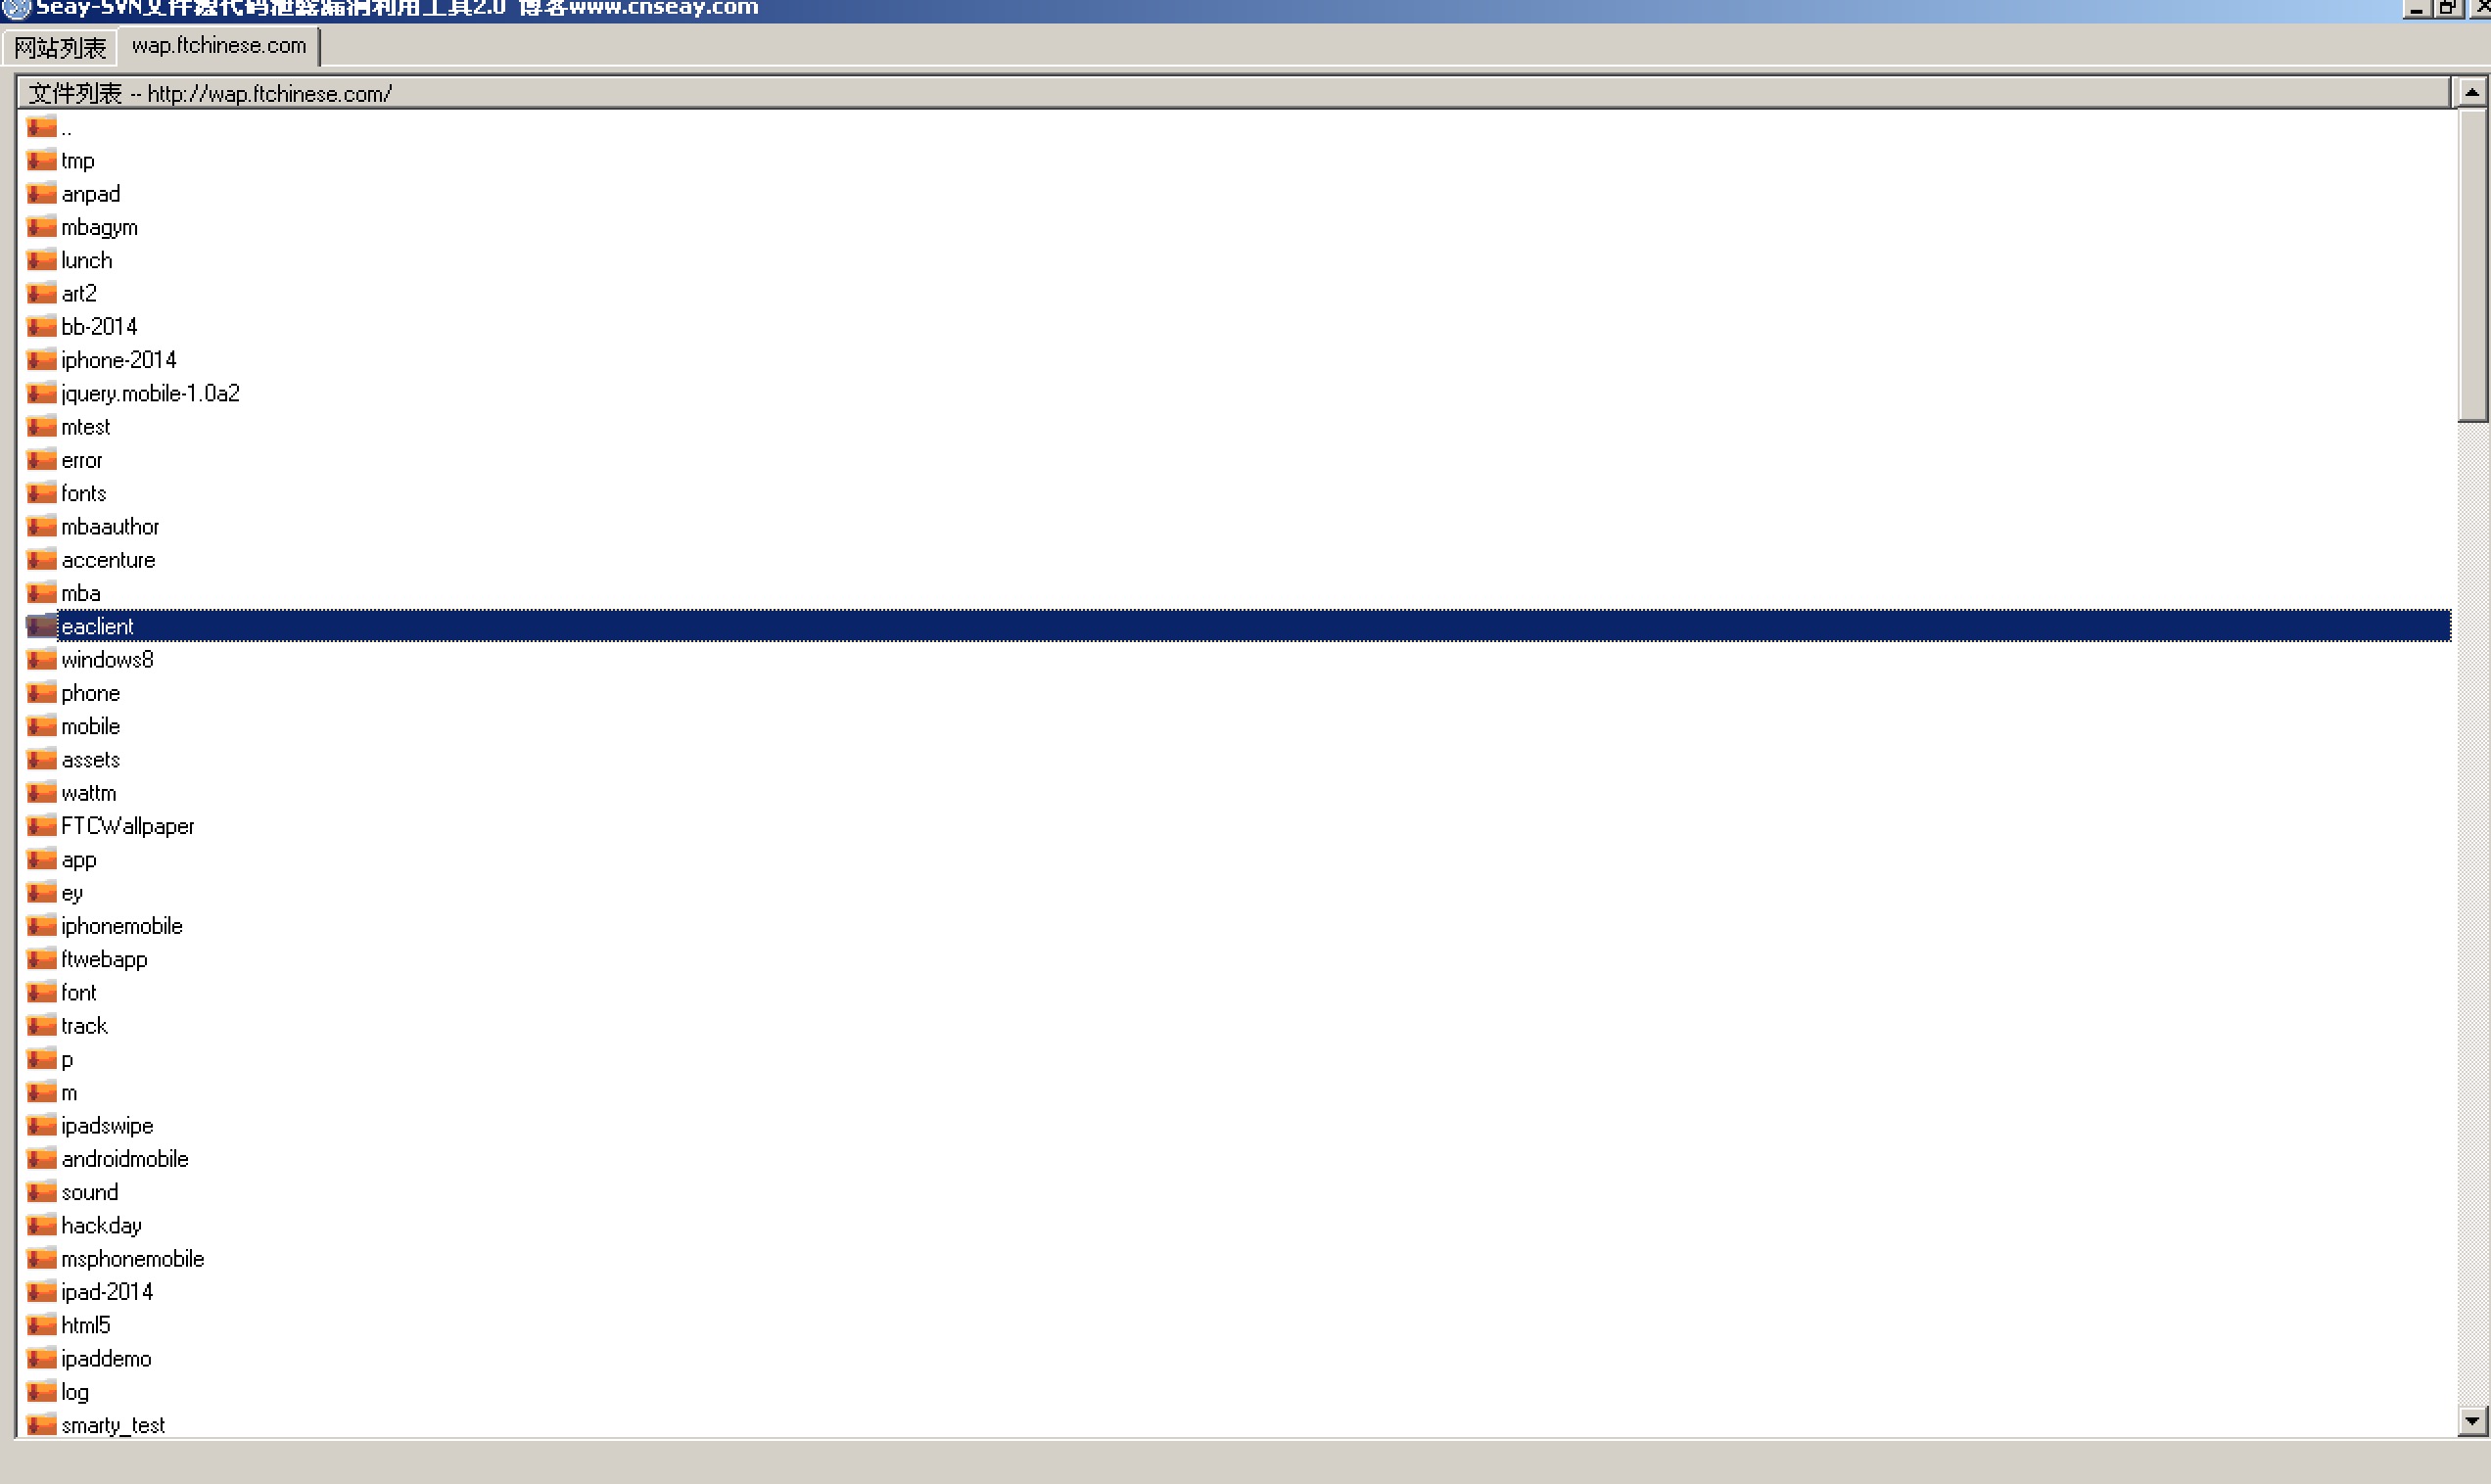 Seay-SVN文件源代码泄露漏洞利用工具2.0 博客www.cnseay.com
网站列表 wap.ftchinese.com
文件列表 -- http://wap.ftchinese.com/
..
tmp
anpad
mbagym
lunch
art2
bb-2014
iphone-2014
jquery.mobile-1.0a2
mtest
error
fonts
mbaauthor
accenture
mba
eaclient
windows8
phone
mobile
assets
wattm
FTCWallpaper
app
ey
iphonemobile
ftwebapp
font
track
p
m
ipadswipe
androidmobile
sound
hackday
msphonemobile
ipad-2014
html5
ipaddemo
log
smarty_test